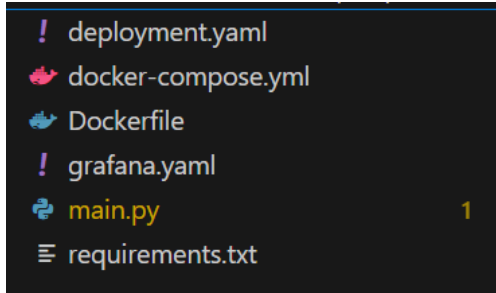 deployment.yaml
docker-compose.yml
Dockerfile
grafana.yaml
main.py 1
requirements.txt